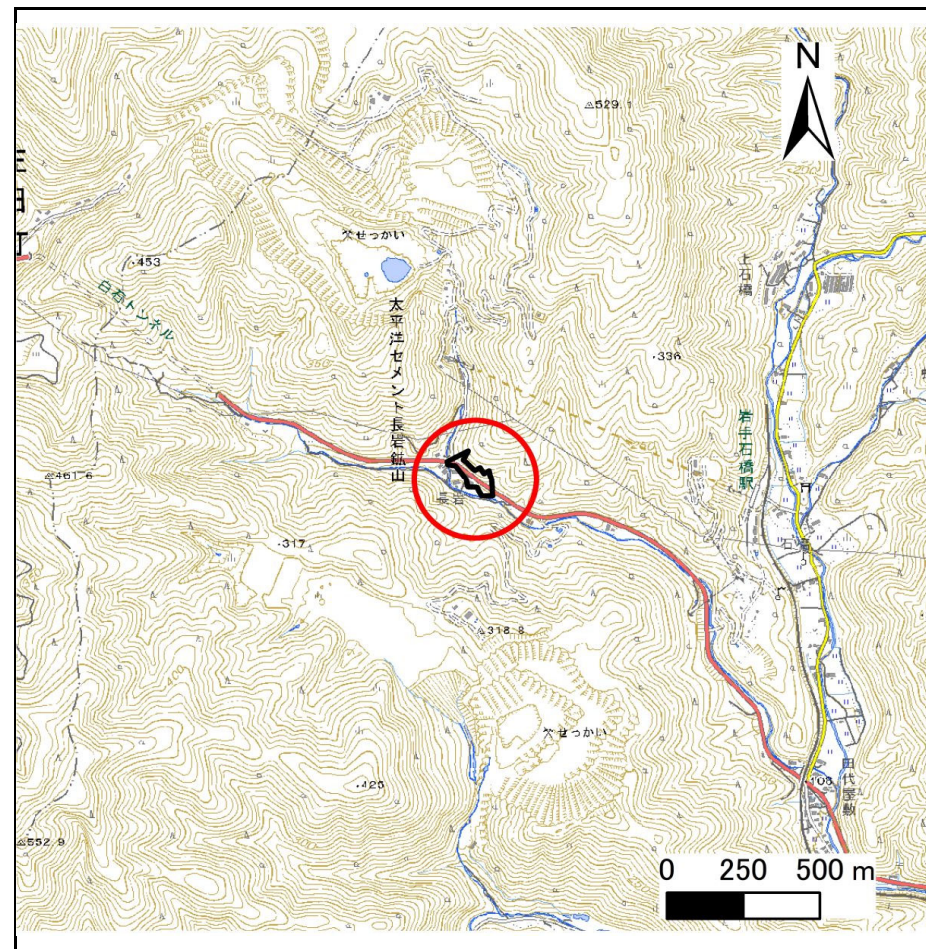 N
529.1
せっかい
453
白石トンネル
太平洋セメント長岩鉱山
上石橋
336
岩手石橋駅
461.6
長岩
317
318.8
せっかい
425
田代屋敷
552.9
0 250 500 m